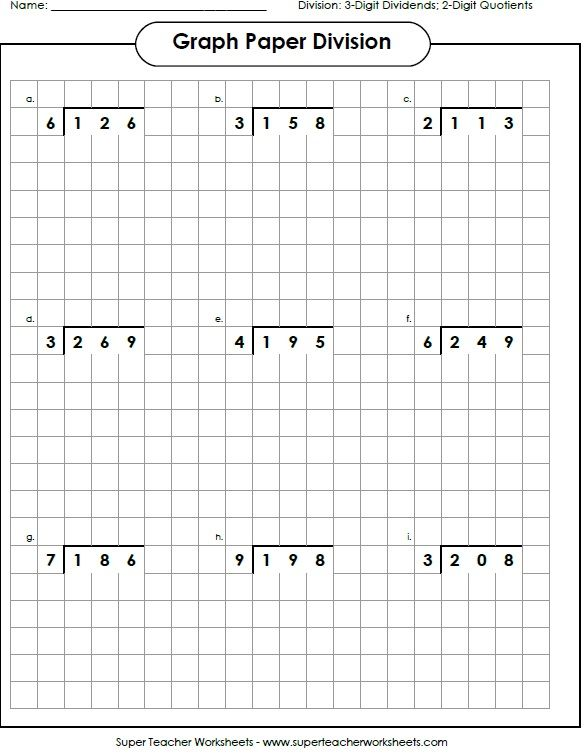 Name: ____________________________ Division: 3-Digit Dividends; 2-Digit Quotients
Graph Paper Division
a. b. c.
6 1 2 6 3 1 5 8 2 1 1 3
d. e. f.
3 2 6 9 4 1 9 5 6 2 4 9
g. h. i.
7 1 8 6 9 1 9 8 3 2 0 8
Super Teacher Worksheets - www.superteacherworksheets.com